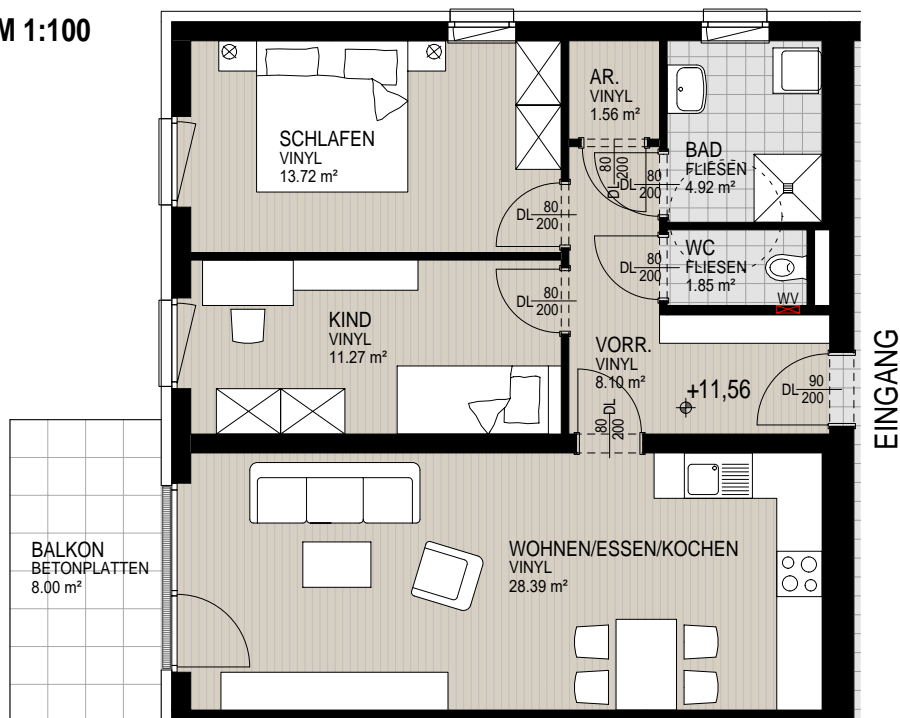 M 1:100
AR.
VINYL
1.56 m²
SCHLAFEN
VINYL
13.72 m²
BAD
FLIESEN
4.92 m²
DL 80
200
DL 80
200
DL 80
200
WC
FLIESEN
1.85 m²
DL 80
200
WV
DL 80
200
KIND
VINYL
11.27 m²
VORR.
VINYL
8.10 m²
+11,56
DL 90
200
EINGANG
DL 80
200
WOHNEN/ESSEN/KOCHEN
VINYL
28.39 m²
BALKON
BETONPLATTEN
8.00 m²